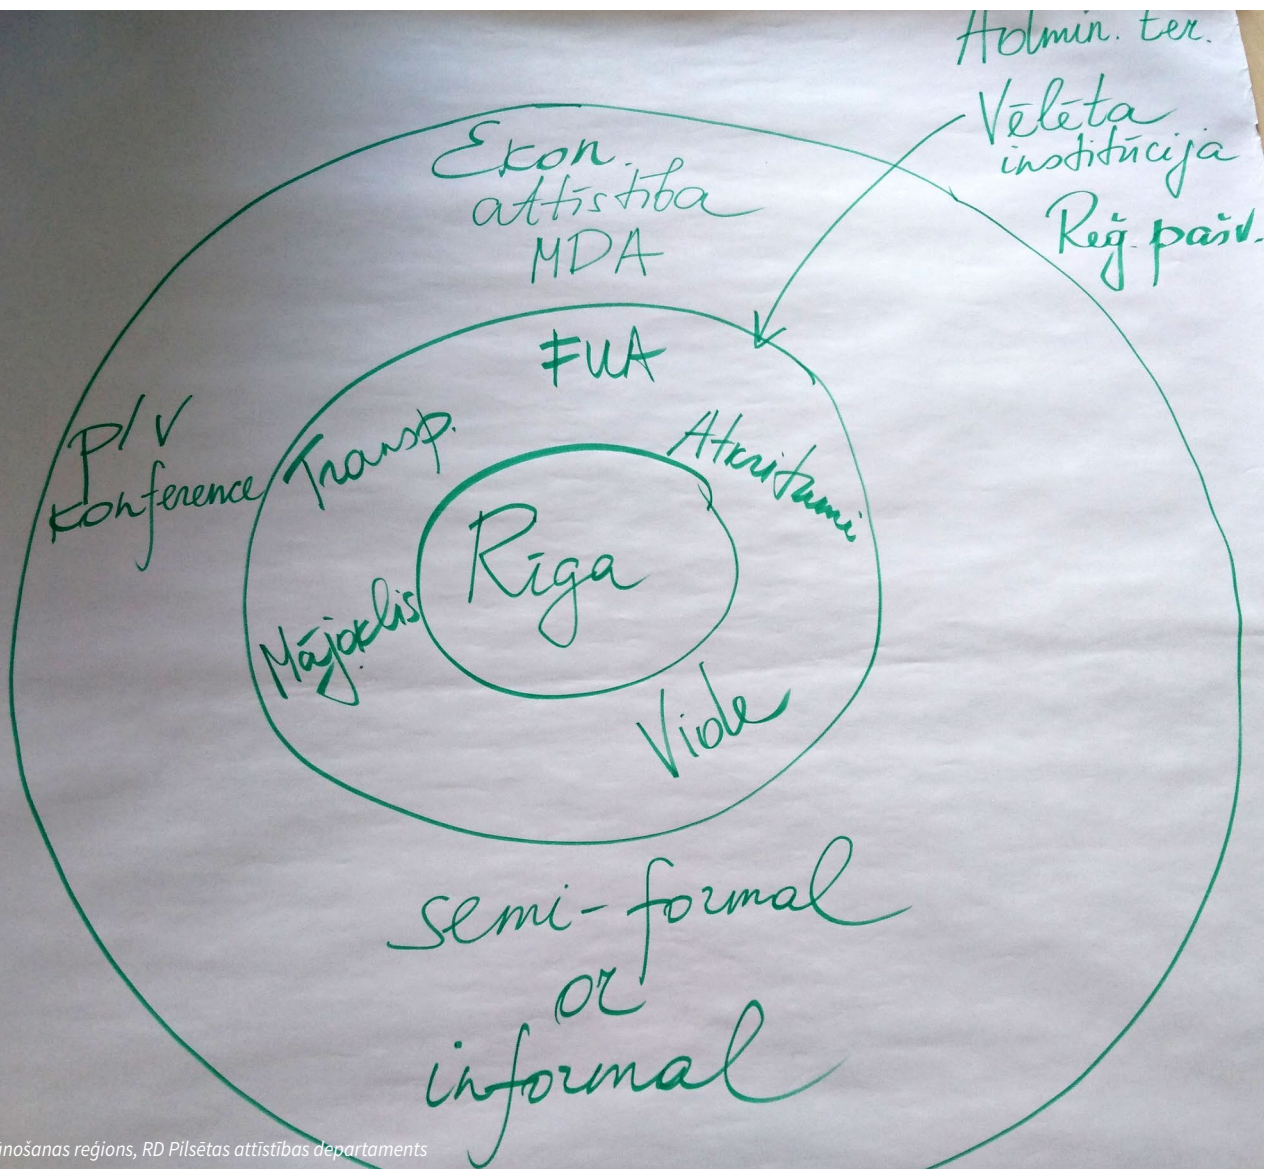 Admin. ter.
Vēlēta
institūcija
Reģ. pašv.
Ekon.
attīstība
MDA
FUA
P/V
konference
Transp.
Atkritumi
Rīga
Mājoklis
Vide
semi-formal
or
informal
ānošanas reģions, RD Pilsētas attīstības departaments